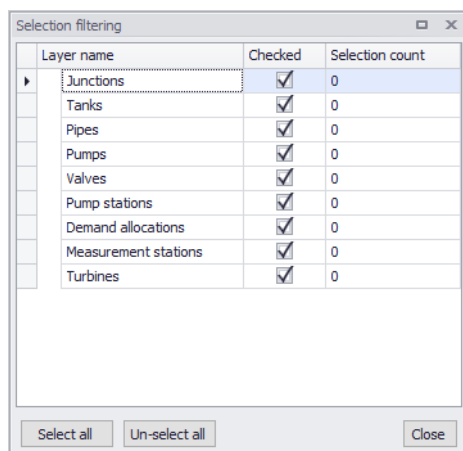 Selection filtering
Layer name Checked Selection count
Junctions 0
Tanks 0
Pipes 0
Pumps 0
Valves 0
Pump stations 0
Demand allocations 0
Measurement stations 0
Turbines 0
Select all Un-select all Close